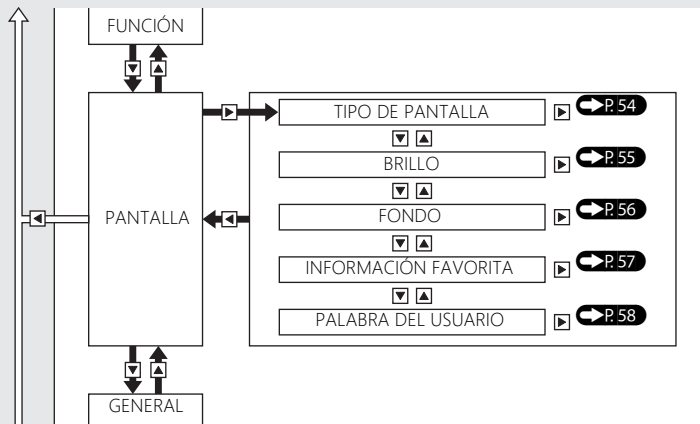 FUNCIÓN
PANTALLA
TIPO DE PANTALLA
P. 54
BRILLO
P. 55
FONDO
P. 56
INFORMACIÓN FAVORITA
P. 57
PALABRA DEL USUARIO
P. 58
GENERAL